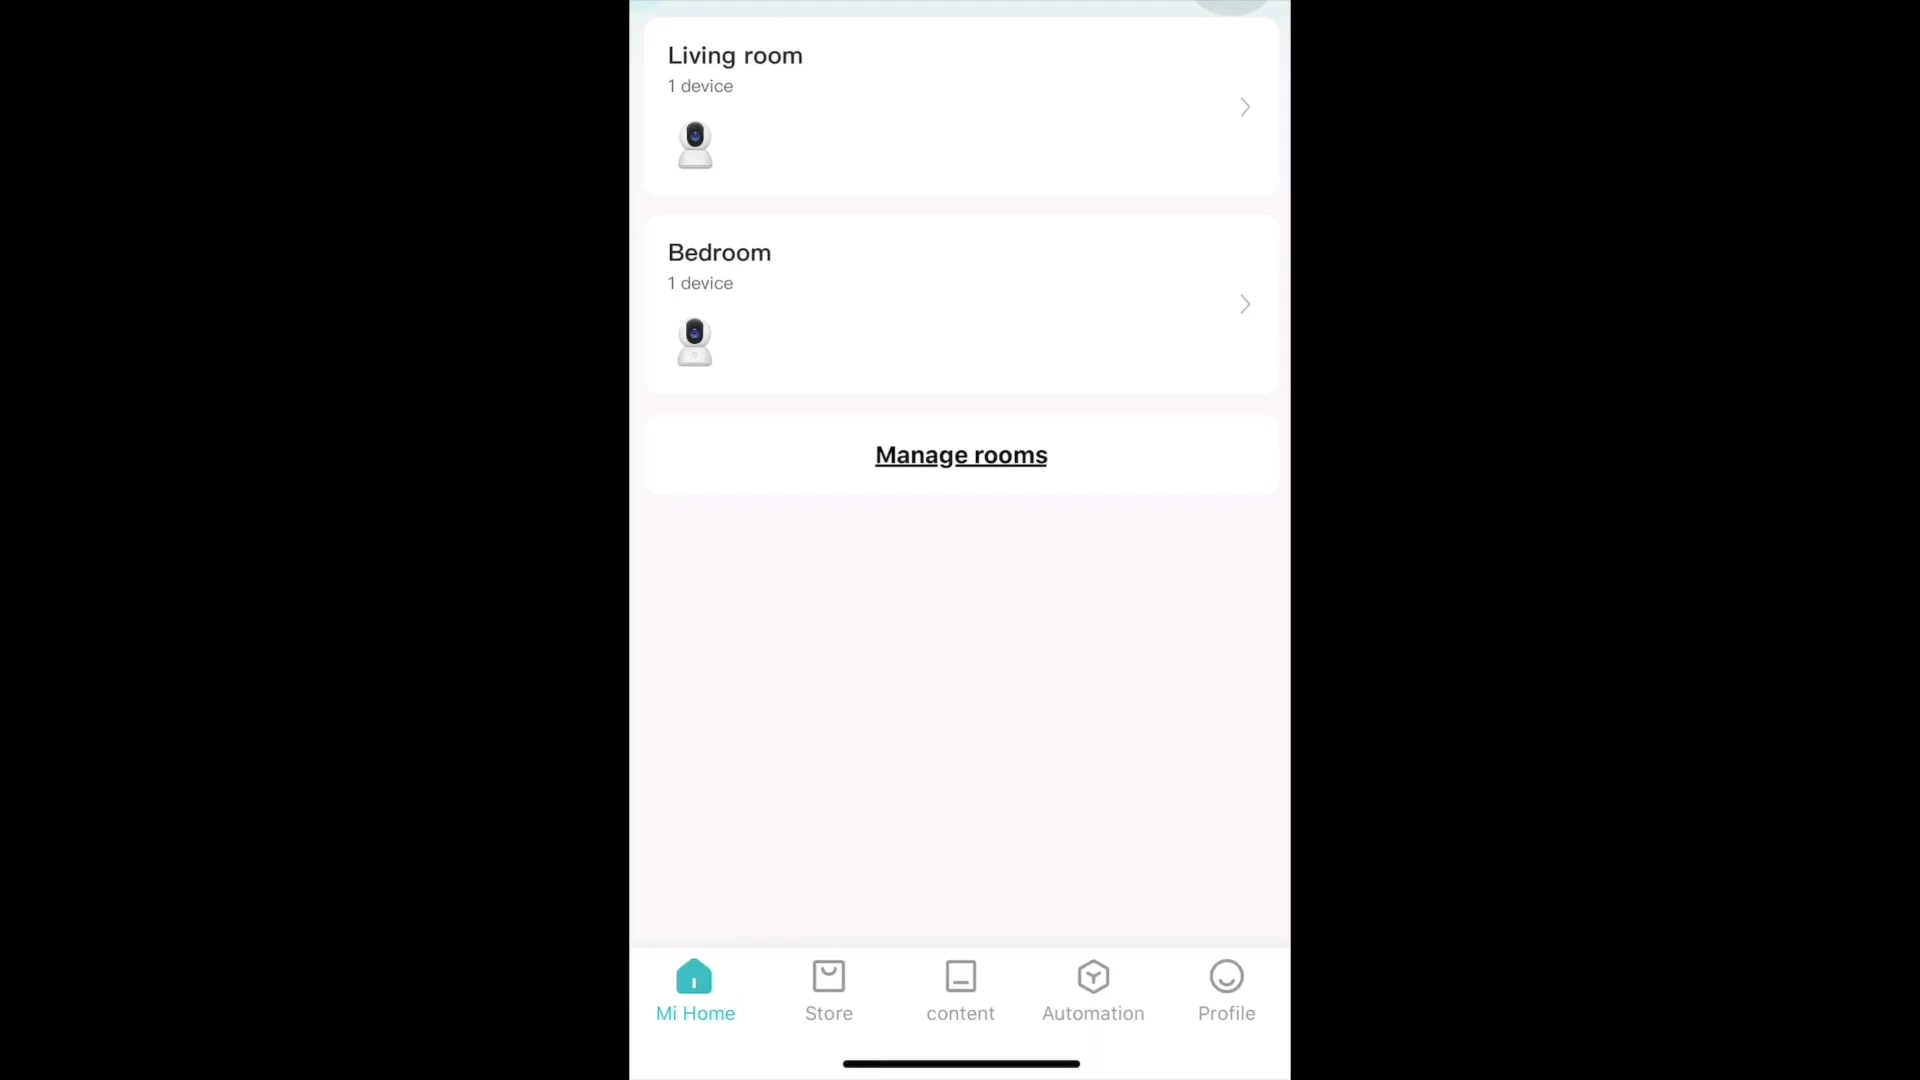 Living room
1 device
Bedroom
1 device
Manage rooms
Mi Home
Store
content
Automation
Profile